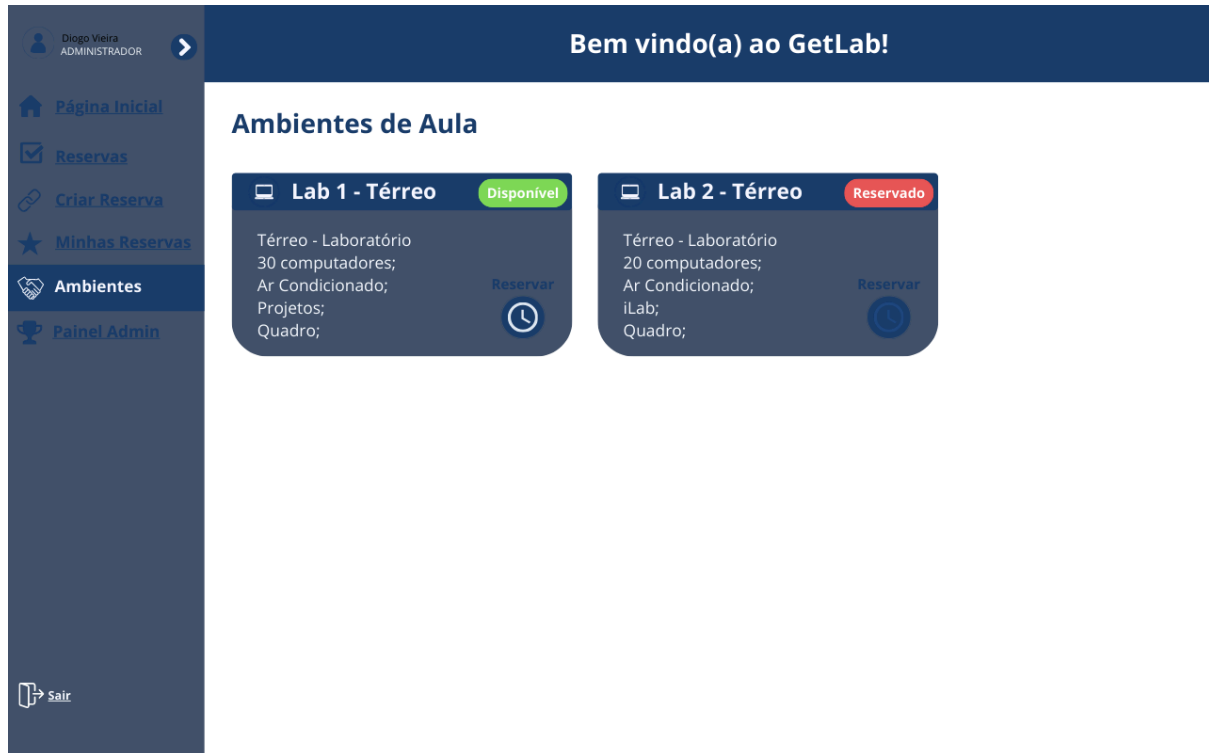 Diogo Vieira
ADMINISTRADOR
Bem vindo(a) ao GetLab!
Página Inicial
Reservas
Criar Reserva
Minhas Reservas
Ambientes
Painel Admin
Sair
Ambientes de Aula
Lab 1 - Térreo
Disponível
Térreo - Laboratório
30 computadores;
Ar Condicionado;
Projetos;
Quadro;
Reservar
Lab 2 - Térreo
Reservado
Térreo - Laboratório
20 computadores;
Ar Condicionado;
iLab;
Quadro;
Reservar